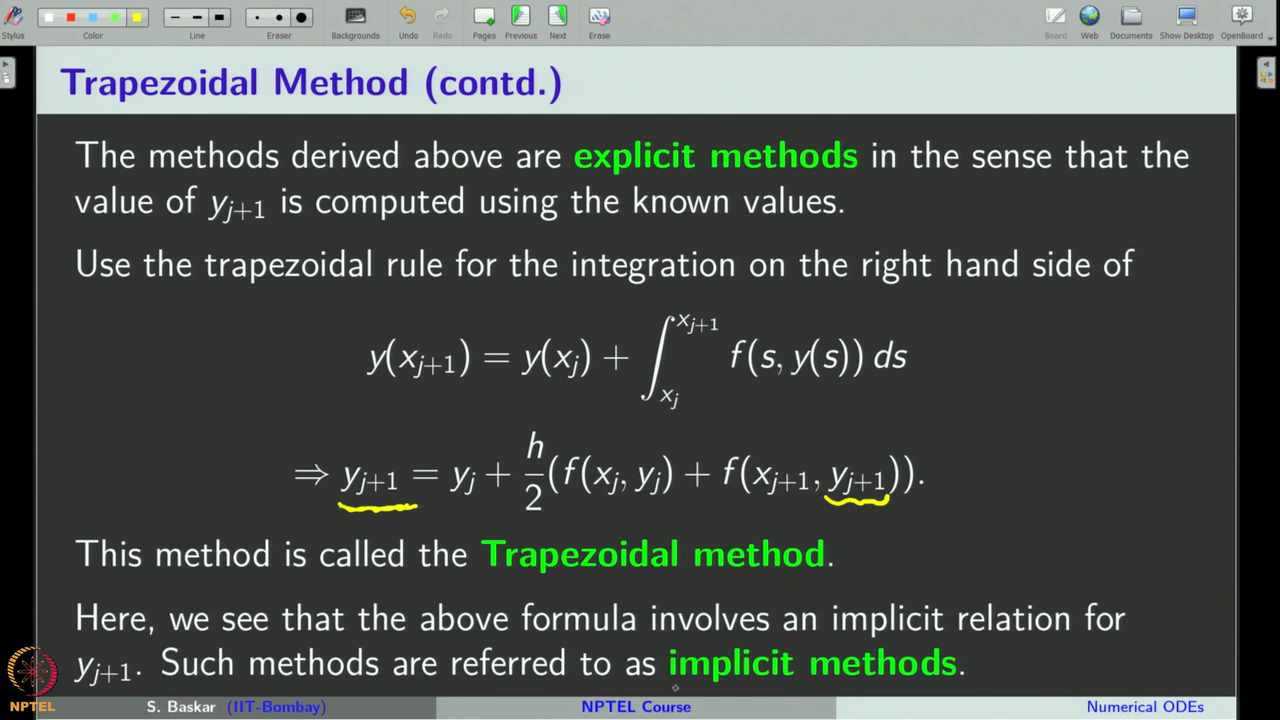 Stylus Color Line Eraser Backgrounds Undo Redo Pages Previous Next Erase Board Web Documents Show Desktop OpenBoard
Trapezoidal Method (contd.)
The methods derived above are explicit methods in the sense that the
value of y_{j+1} is computed using the known values.
Use the trapezoidal rule for the integration on the right hand side of
y(x_{j+1}) = y(x_j) + ∫_{x_j}^{x_{j+1}} f(s, y(s)) ds
⇒ y_{j+1} = y_j + h/2 (f(x_j, y_j) + f(x_{j+1}, y_{j+1})).
This method is called the Trapezoidal method.
Here, we see that the above formula involves an implicit relation for
y_{j+1}. Such methods are referred to as implicit methods.
NPTEL
S. Baskar (IIT-Bombay) NPTEL Course Numerical ODEs